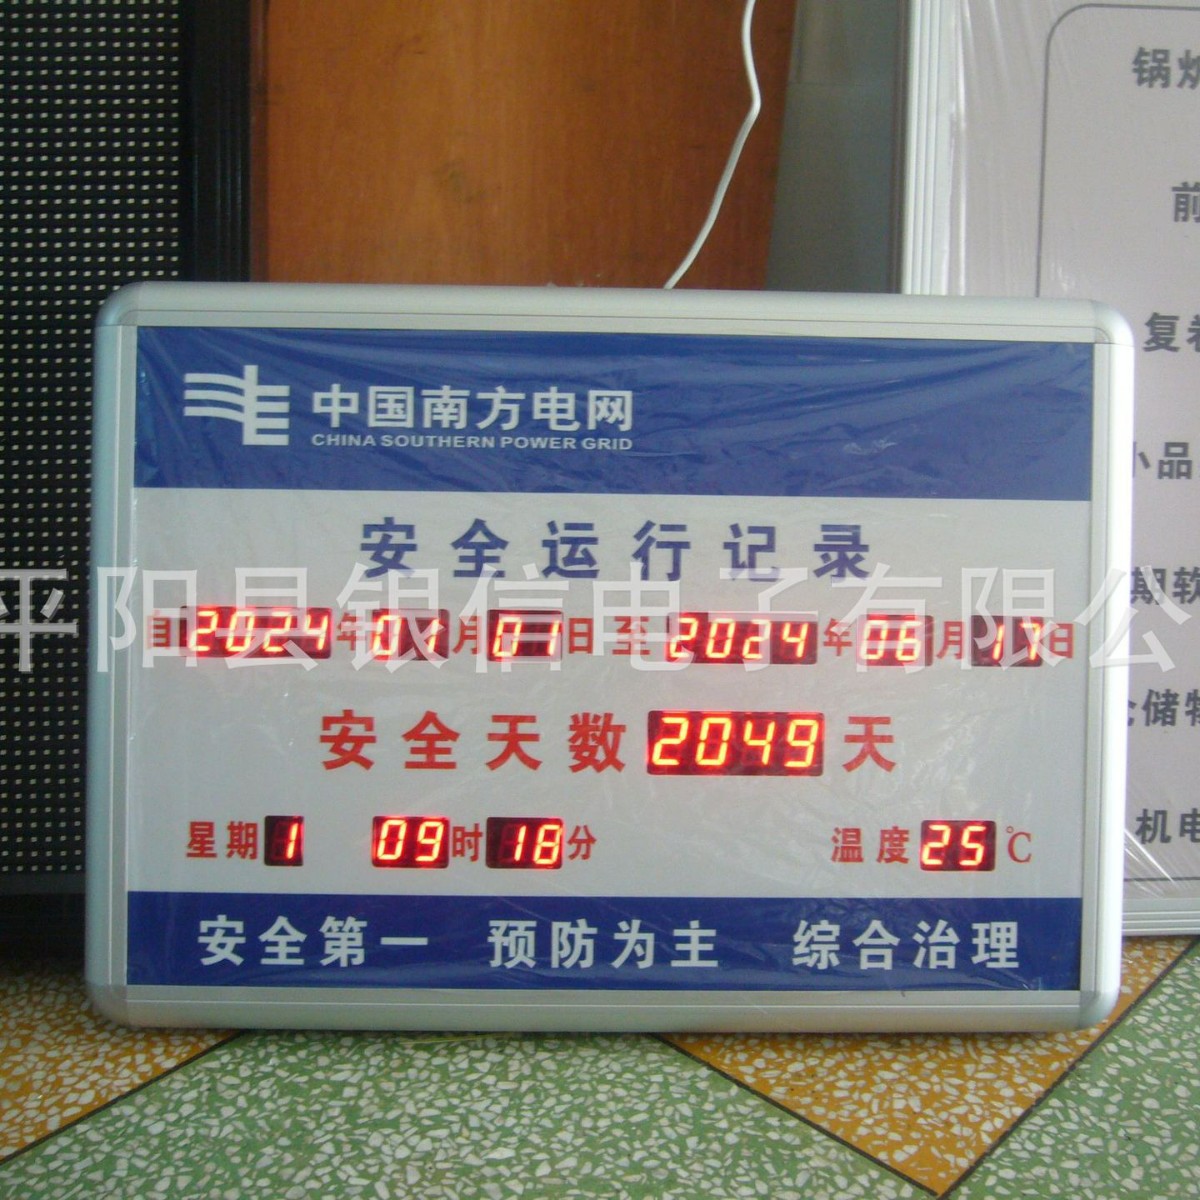 中国南方电网
CHINA SOUTHERN POWER GRID
安全运行记录
自2024年01月01日至2024年06月17日
安全天数2049天
星期1 09时18分 温度25℃
安全第一 预防为主 综合治理
平阳县银信电子有限公
锅炉
前
复卷
小品
期软
仓储物
机电